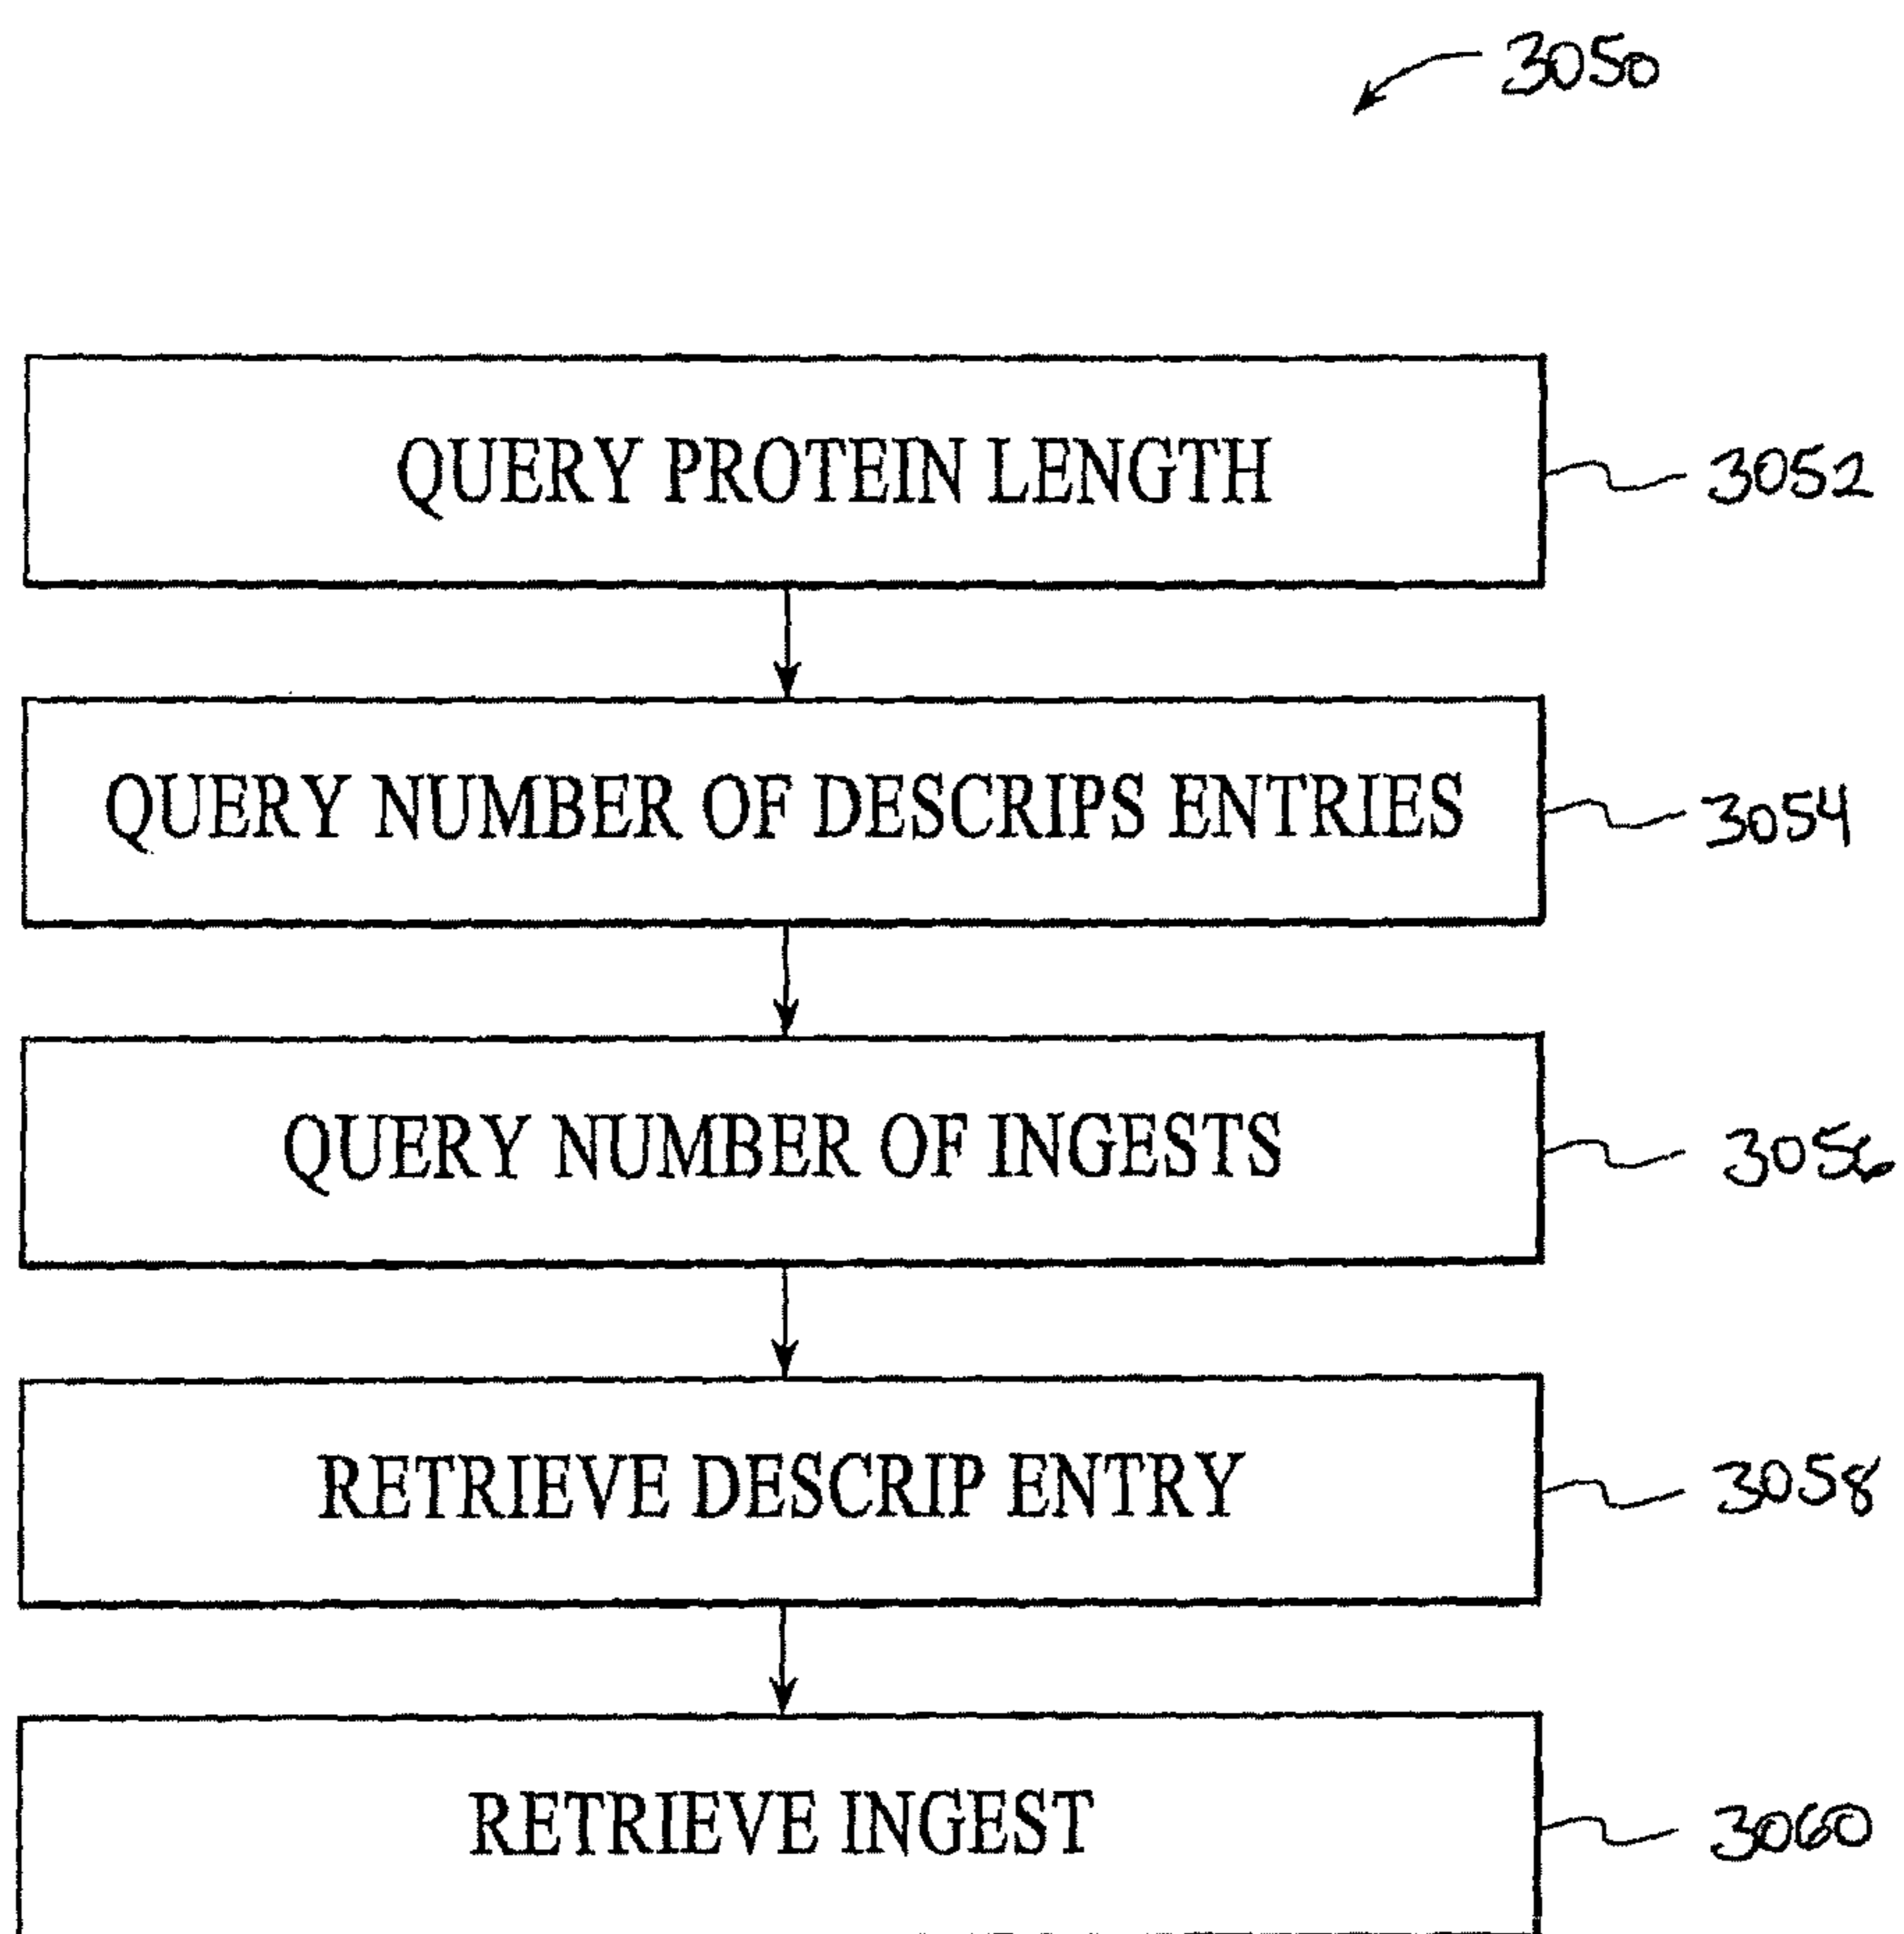 3050
QUERY PROTEIN LENGTH
3052
QUERY NUMBER OF DESCRIPS ENTRIES
3054
QUERY NUMBER OF INGESTS
3056
RETRIEVE DESCRIP ENTRY
3058
RETRIEVE INGEST
3060